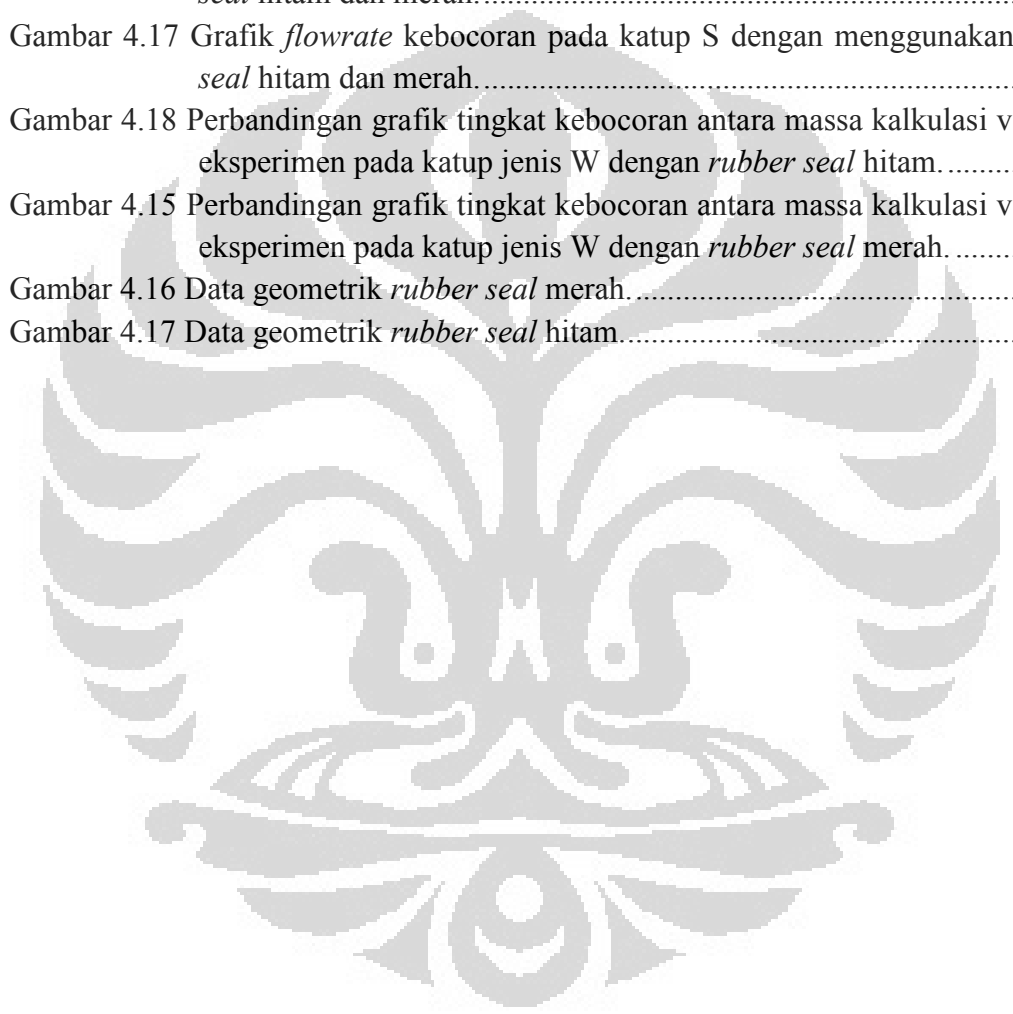 seal hitam dan merah.......................................................................
Gambar 4.17 Grafik flowrate kebocoran pada katup S dengan menggunakan
seal hitam dan merah.......................................................................
Gambar 4.18 Perbandingan grafik tingkat kebocoran antara massa kalkulasi v
eksperimen pada katup jenis W dengan rubber seal hitam. .........
Gambar 4.15 Perbandingan grafik tingkat kebocoran antara massa kalkulasi v
eksperimen pada katup jenis W dengan rubber seal merah. ........
Gambar 4.16 Data geometrik rubber seal merah..................................................
Gambar 4.17 Data geometrik rubber seal hitam...................................................